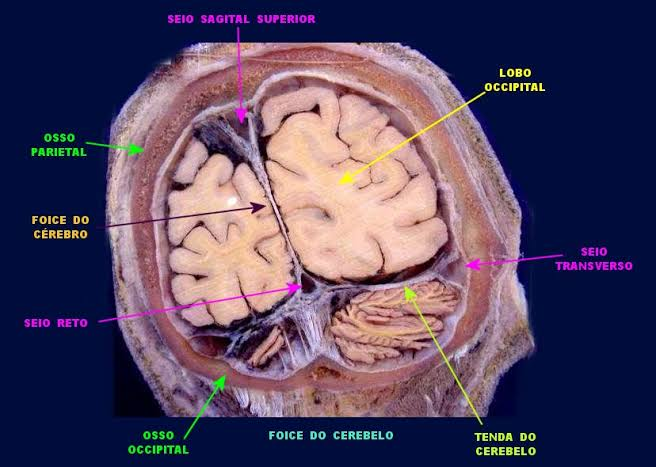 SEIO SAGITAL SUPERIOR
LOBO
OCCIPITAL
OSSO
PARIETAL
FOICE DO
CÉREBRO
SEIO
TRANSVERSO
SEIO RETO
OSSO
OCCIPITAL
FOICE DO CEREBELO
TENDA DO
CEREBELO